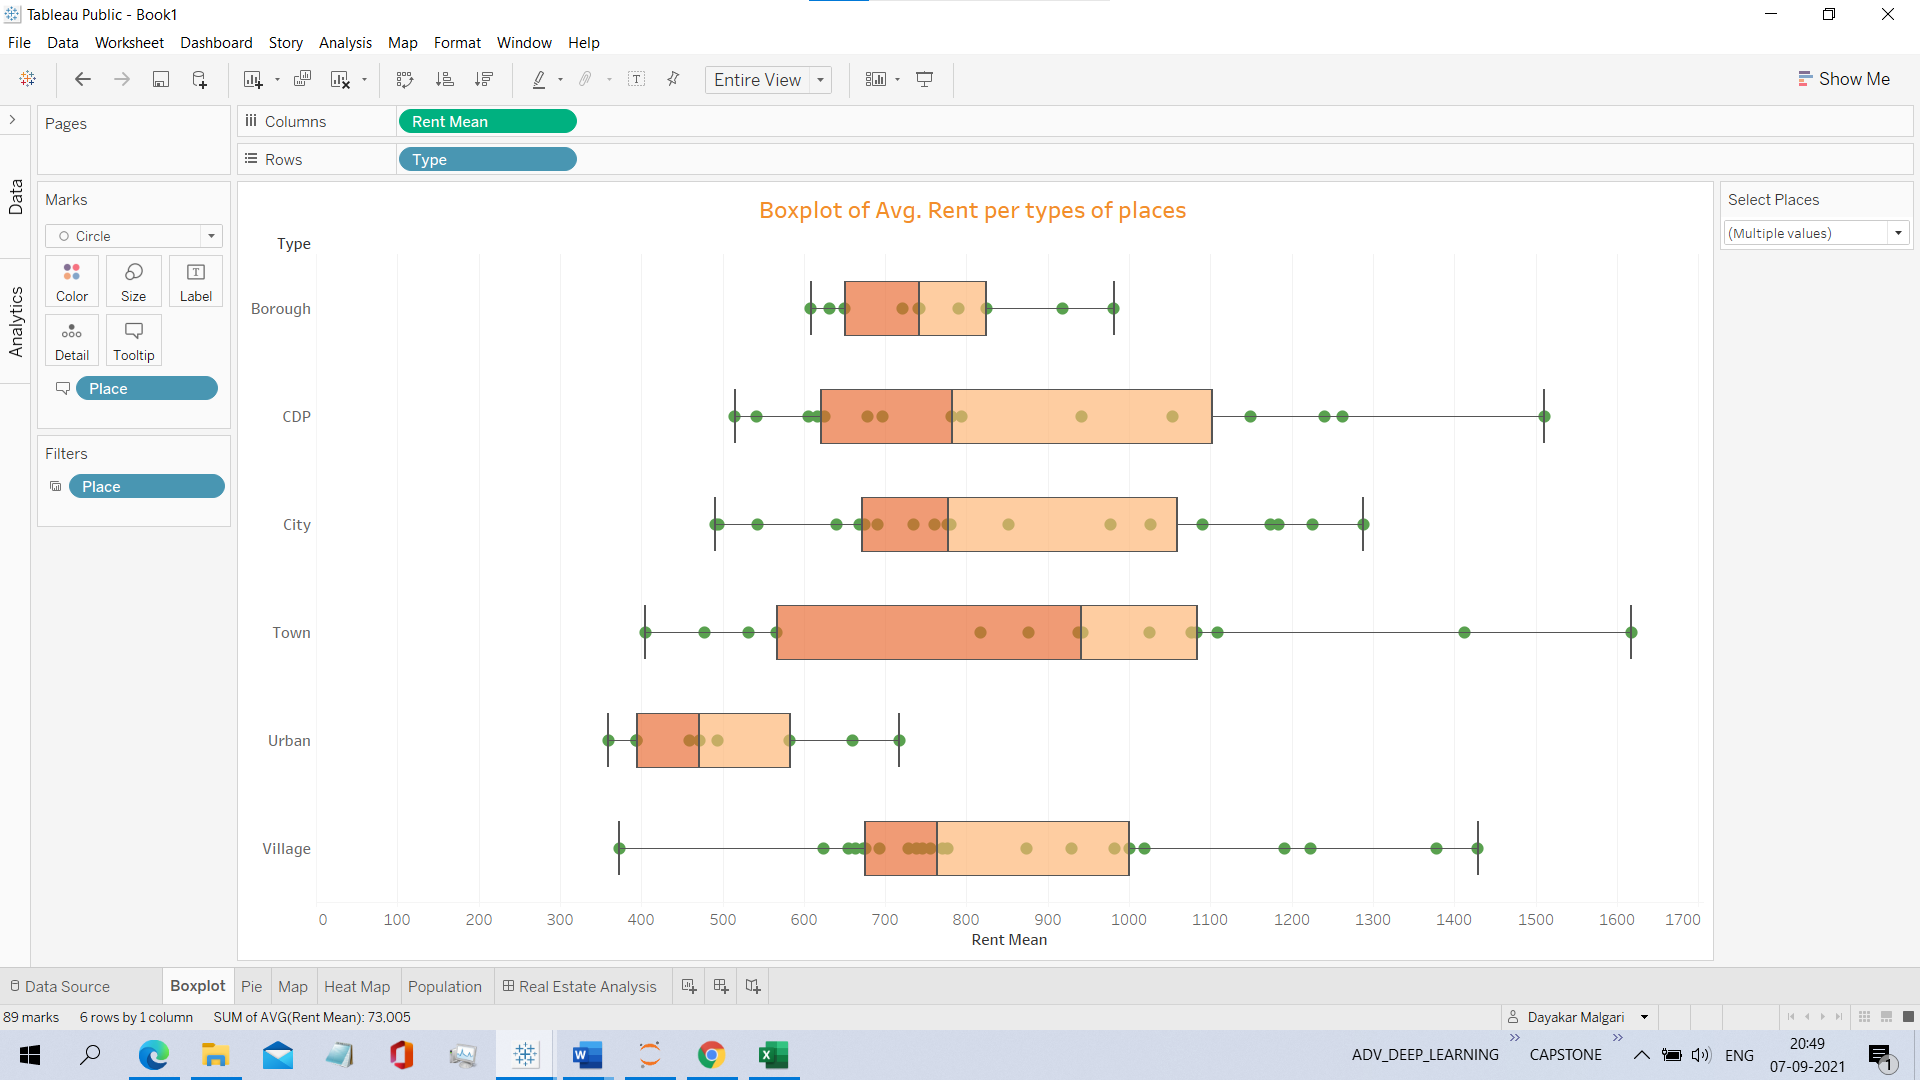 Tableau Public - Book1
File Data Worksheet Dashboard Story Analysis Map Format Window Help
Entire View
Show Me
Pages
Columns
Rent Mean
Rows
Type
Data
Analytics
Marks
Circle
Color
Size
T
Label
Detail
Tooltip
Place
Filters
Place
Boxplot of Avg. Rent per types of places
Type
Borough
CDP
City
Town
Urban
Village
0 100 200 300 400 500 600 700 800 900 1000 1100 1200 1300 1400 1500 1600 1700
Rent Mean
Select Places
(Multiple values)
Data Source
Boxplot
Pie
Map
Heat Map
Population
Real Estate Analysis
89 marks
6 rows by 1 column
SUM of AVG(Rent Mean): 73,005
Dayakar Malgari
ADV_DEEP_LEARNING
»
CAPSTONE
»
ENG
20:49
07-09-2021
1